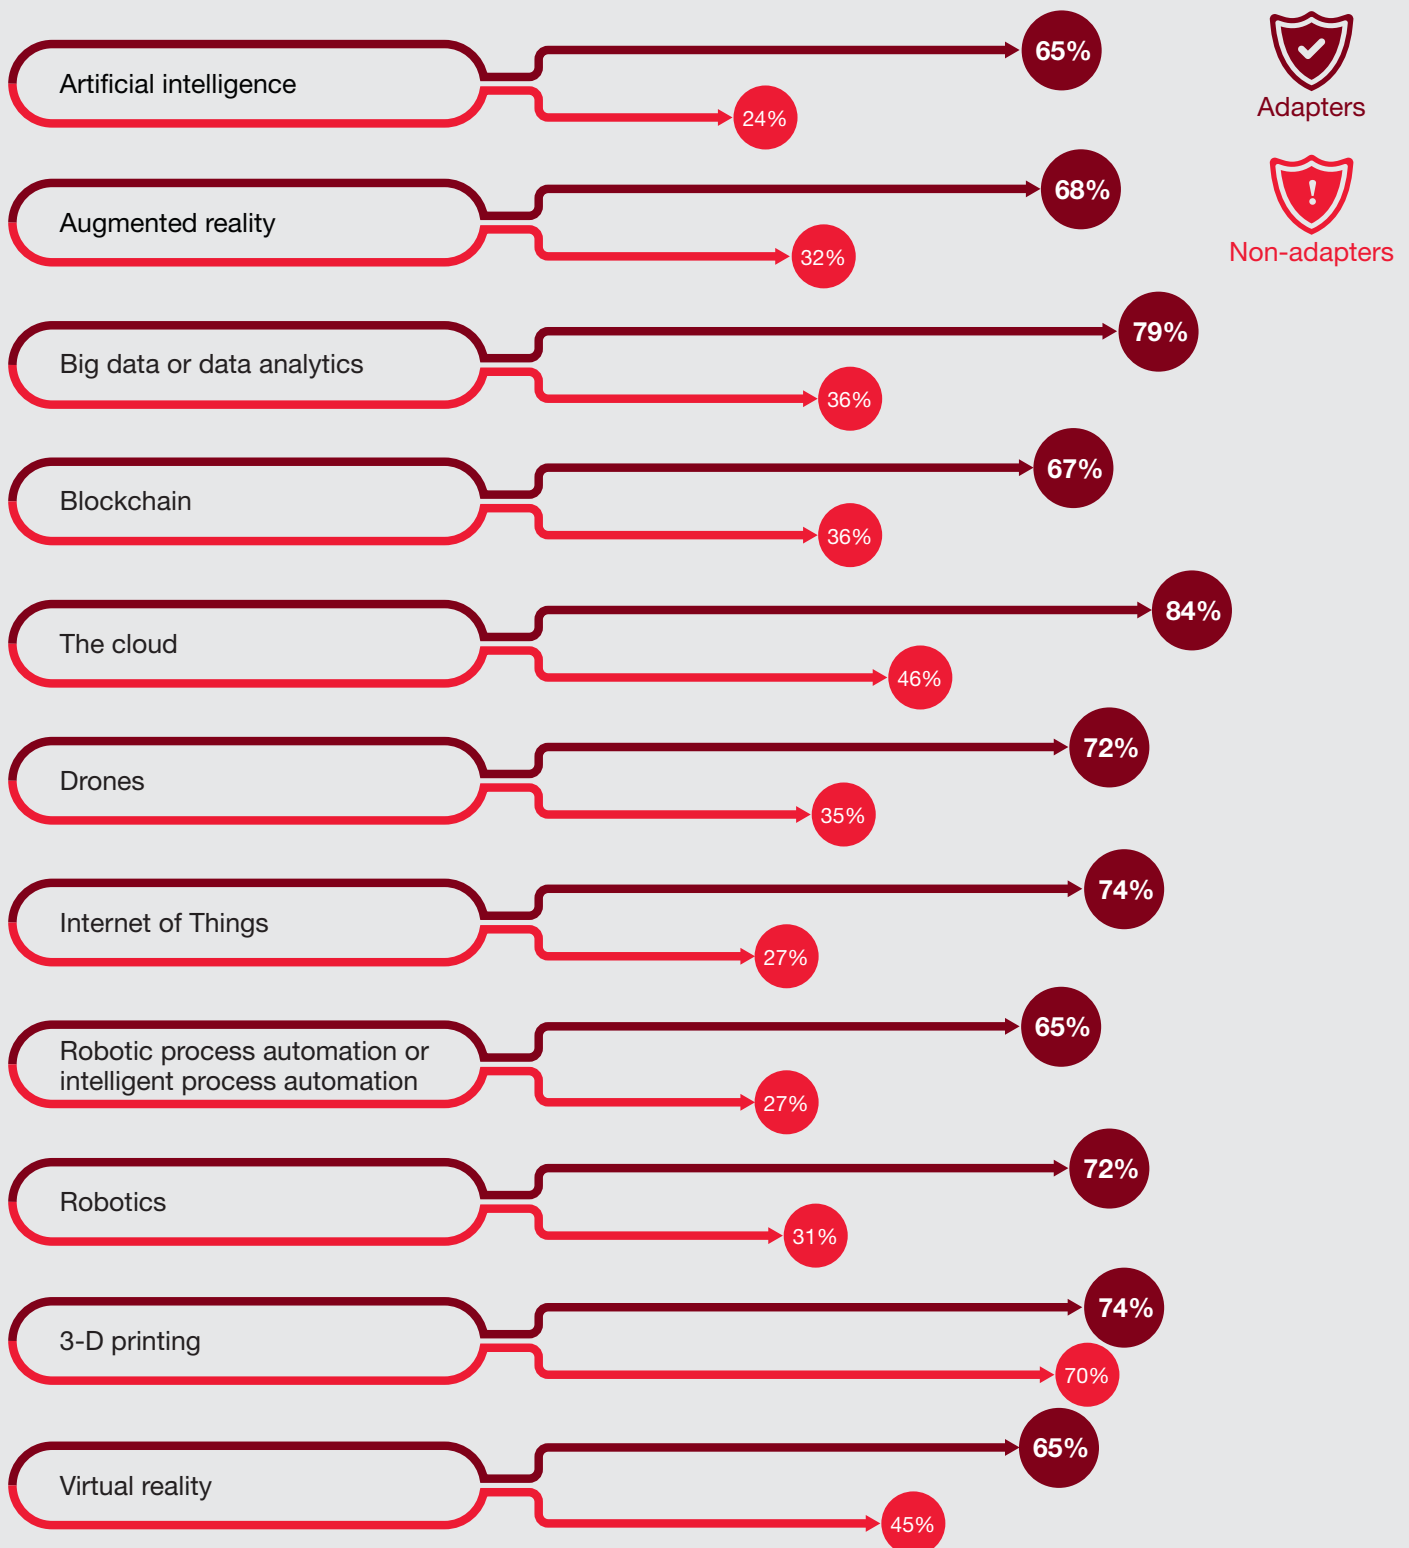 Artificial intelligence
65%
24%
Adapters
Augmented reality
68%
32%
Non-adapters
Big data or data analytics
79%
36%
Blockchain
67%
36%
The cloud
84%
46%
Drones
72%
35%
Internet of Things
74%
27%
Robotic process automation or
intelligent process automation
65%
27%
Robotics
72%
31%
3-D printing
74%
70%
Virtual reality
65%
45%